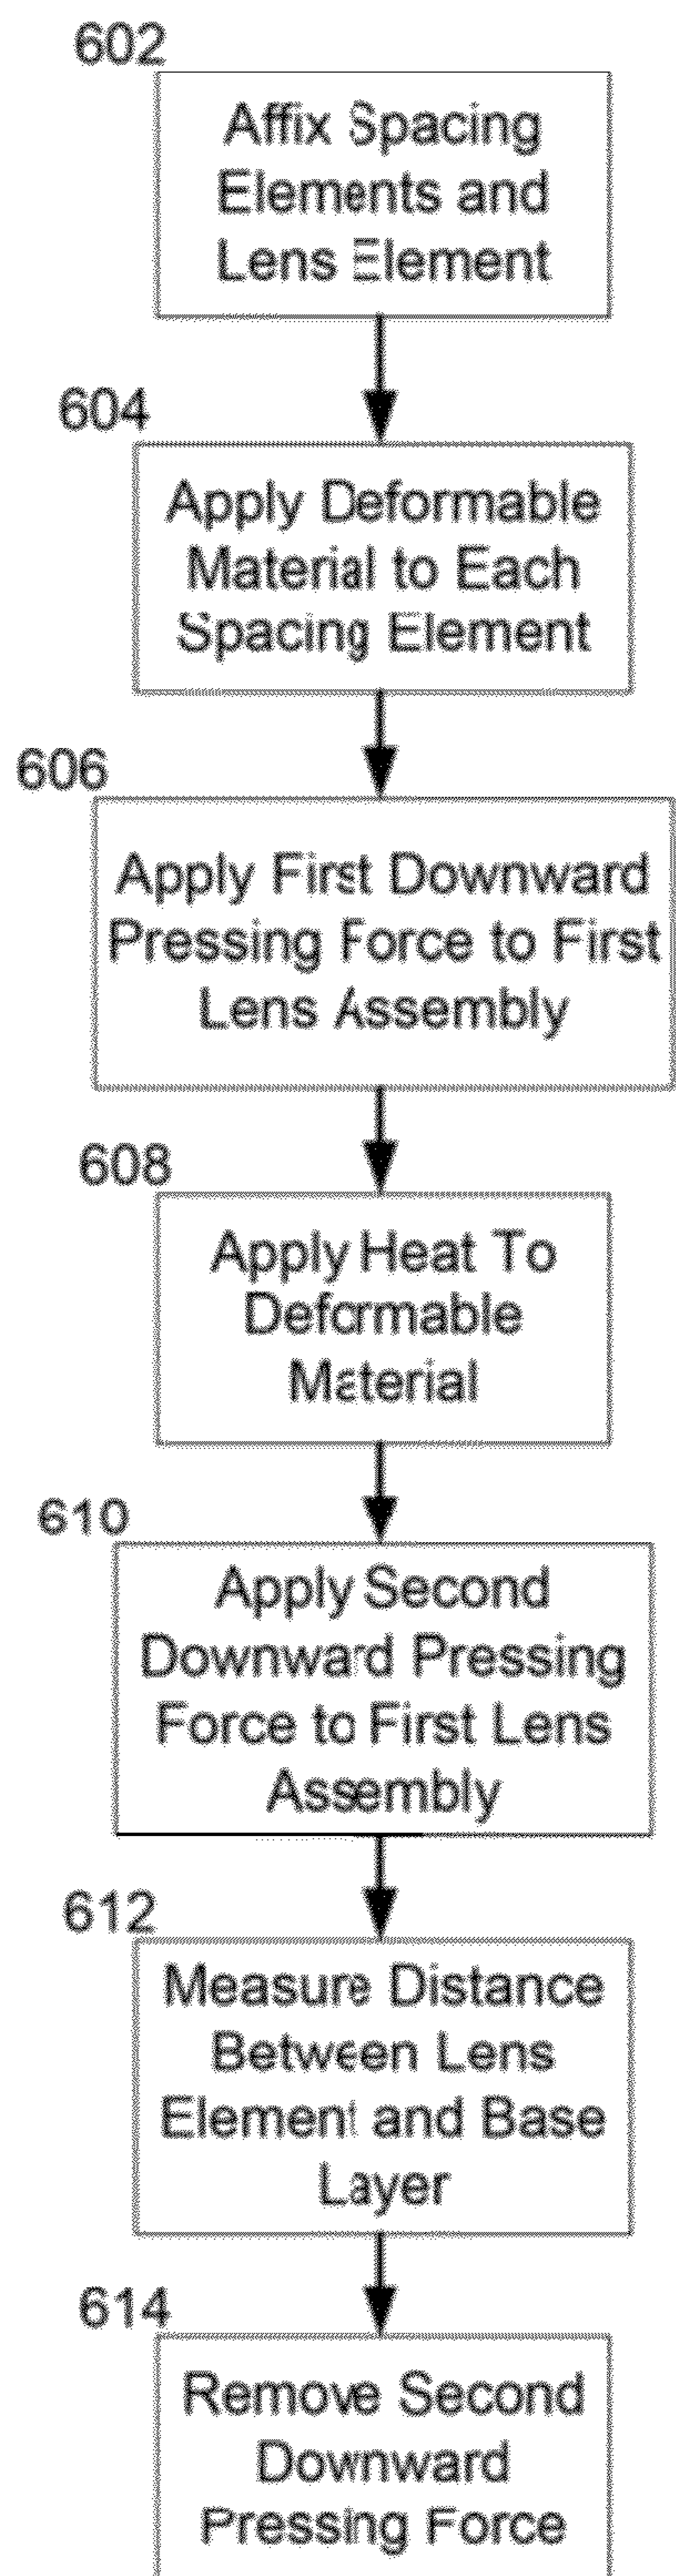 602
Affix Spacing
Elements and
Lens Element
604
Apply Deformable
Material to Each
Spacing Element
606
Apply First Downward
Pressing Force to First
Lens Assembly
608
Apply Heat To
Deformable
Material
610
Apply Second
Downward Pressing
Force to First Lens
Assembly
612
Measure Distance
Between Lens
Element and Base
Layer
614
Remove Second
Downward
Pressing Force